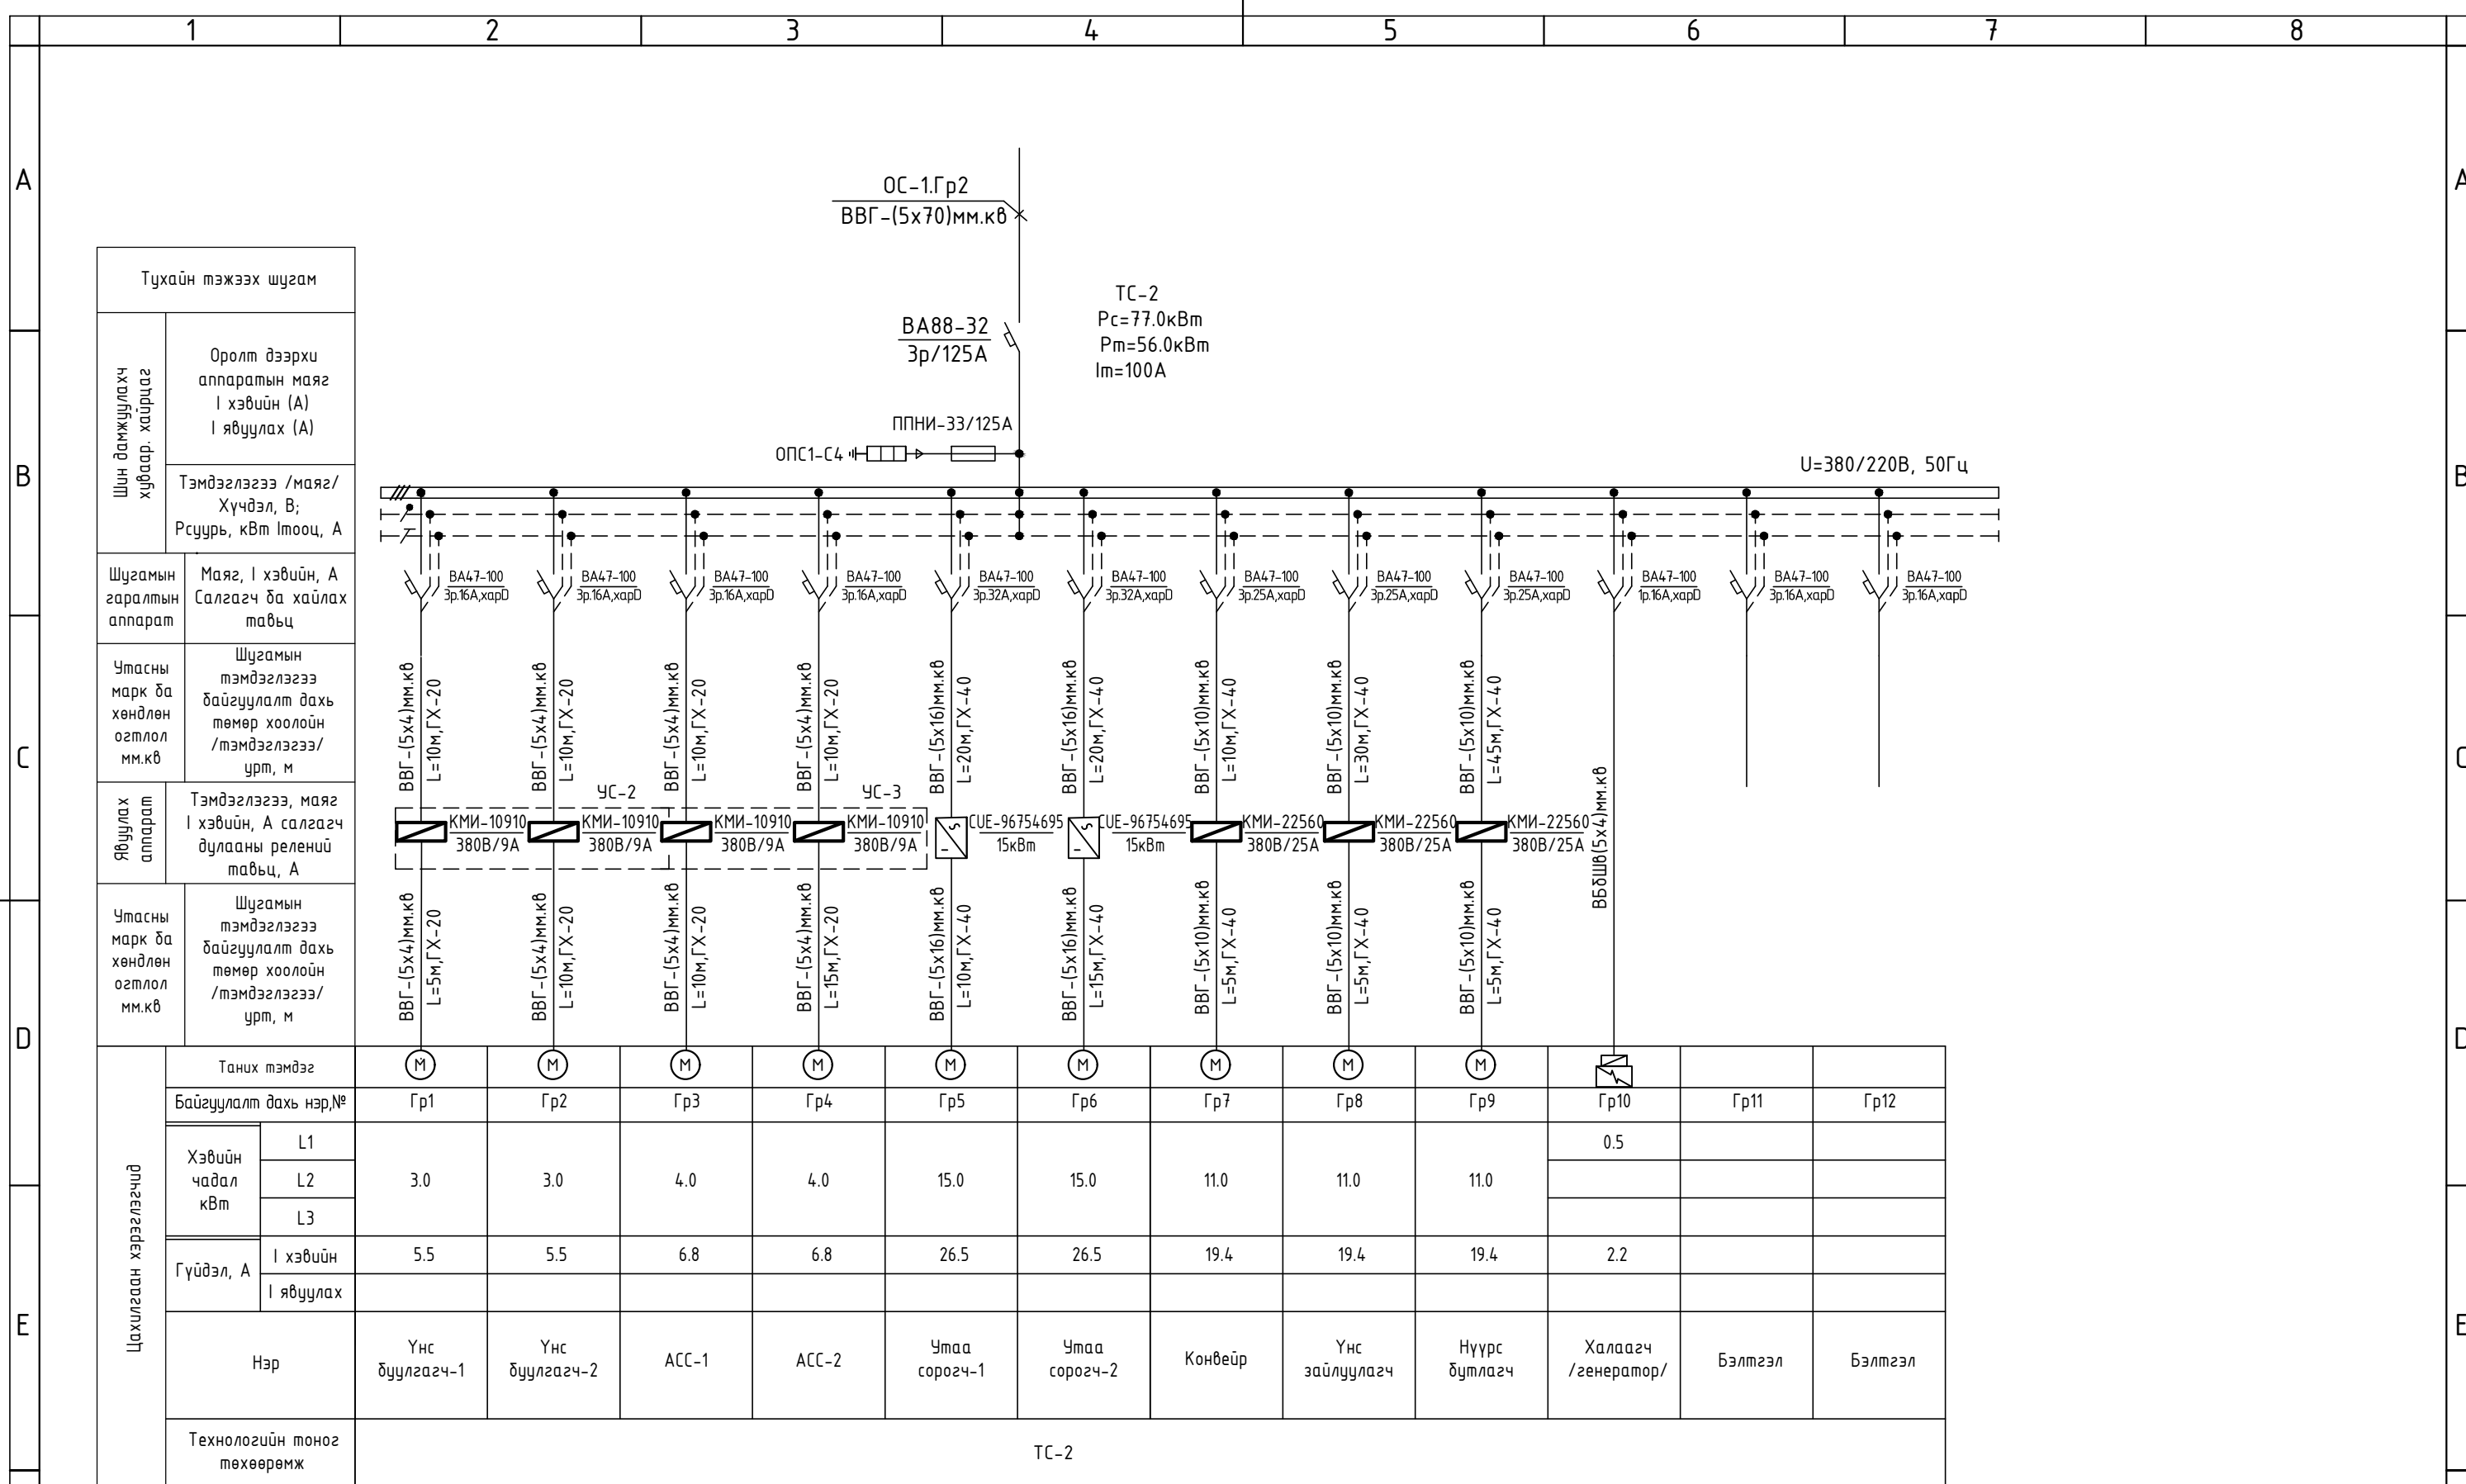 1 2 3 4 5 6 7 8
A A
B B
C C
D D
E E
ОС-1.Гр2
ВВГ-(5х70)мм.кв
ВА88-32
3р/125А
ТС-2
Рс=77.0кВт
Рт=56.0кВт
Iт=100А
ППНИ-33/125А
ОПС1-С4
U=380/220В, 50Гц
Тухайн тэжээх шугам
Шин дамжуулахч
хуваар. хайрцаг
Оролт дээрхи
аппаратын маяг
I хэвийн (А)
I явуулах (А)
Тэмдэглэгээ /маяг/
Хүчдэл, В;
Рсуурь, кВт Iтооц, А
Шугамын
гаралтын
аппарат
Маяг, I хэвийн, А
Салгагч ба хайлах
тавьц
ВА47-100 ВА47-100 ВА47-100 ВА47-100 ВА47-100 ВА47-100 ВА47-100 ВА47-100 ВА47-100 ВА47-100 ВА47-100 ВА47-100
3р.16А,харD 3р.16А,харD 3р.16А,харD 3р.16А,харD 3р.32А,харD 3р.32А,харD 3р.25А,харD 3р.25А,харD 3р.25А,харD 1р.16А,харD 3р.16А,харD 3р.16А,харD
Утасны
марк ба
хөндлөн
огтлол
мм.кв
Шугамын
тэмдэглэгээ
байгуулалт дахь
төмөр хоолойн
/тэмдэглэгээ/
урт, м
ВВГ-(5х4)мм.кв
L=10м,ГХ-20
ВВГ-(5х4)мм.кв
L=10м,ГХ-20
ВВГ-(5х4)мм.кв
L=10м,ГХ-20
ВВГ-(5х4)мм.кв
L=10м,ГХ-20
ВВГ-(5х16)мм.кв
L=20м,ГХ-40
ВВГ-(5х16)мм.кв
L=20м,ГХ-40
ВВГ-(5х10)мм.кв
L=10м,ГХ-40
ВВГ-(5х10)мм.кв
L=30м,ГХ-40
ВВГ-(5х10)мм.кв
L=45м,ГХ-40
ВБбШв(5х4)мм.кв
Явуулах
аппарат
Тэмдэглэгээ, маяг
I хэвийн, А салгагч
дулааны релений
тавьц, А
УС-2 УС-3
КМИ-10910 КМИ-10910 КМИ-10910 КМИ-10910 CUE-96754695 CUE-96754695 КМИ-22560 КМИ-22560 КМИ-22560
380В/9А 380В/9А 380В/9А 380В/9А 15кВт 15кВт 380В/25А 380В/25А 380В/25А
Утасны
марк ба
хөндлөн
огтлол
мм.кв
Шугамын
тэмдэглэгээ
байгуулалт дахь
төмөр хоолойн
/тэмдэглэгээ/
урт, м
ВВГ-(5х4)мм.кв
L=5м,ГХ-20
ВВГ-(5х4)мм.кв
L=10м,ГХ-20
ВВГ-(5х4)мм.кв
L=10м,ГХ-20
ВВГ-(5х4)мм.кв
L=15м,ГХ-20
ВВГ-(5х16)мм.кв
L=10м,ГХ-40
ВВГ-(5х16)мм.кв
L=15м,ГХ-40
ВВГ-(5х10)мм.кв
L=5м,ГХ-40
ВВГ-(5х10)мм.кв
L=5м,ГХ-40
ВВГ-(5х10)мм.кв
L=5м,ГХ-40
Цахилгаан хэрэглэгчид
Таних тэмдэг М М М М М М М М М
Байгуулалт дахь нэр,№ Гр1 Гр2 Гр3 Гр4 Гр5 Гр6 Гр7 Гр8 Гр9 Гр10 Гр11 Гр12
Хэвийн
чадал
кВт
L1 0.5
L2 3.0 3.0 4.0 4.0 15.0 15.0 11.0 11.0 11.0
L3
Гүйдэл, А
I хэвийн 5.5 5.5 6.8 6.8 26.5 26.5 19.4 19.4 19.4 2.2
I явуулах
Нэр
Үнс
буулгагч-1
Үнс
буулгагч-2
АСС-1
АСС-2
Утаа
сорогч-1
Утаа
сорогч-2
Конвейр
Үнс
зайлуулагч
Нүүрс
бутлагч
Халаагч
/генератор/
Бэлтгэл
Бэлтгэл
Технологийн тоног
төхөөрөмж
ТС-2